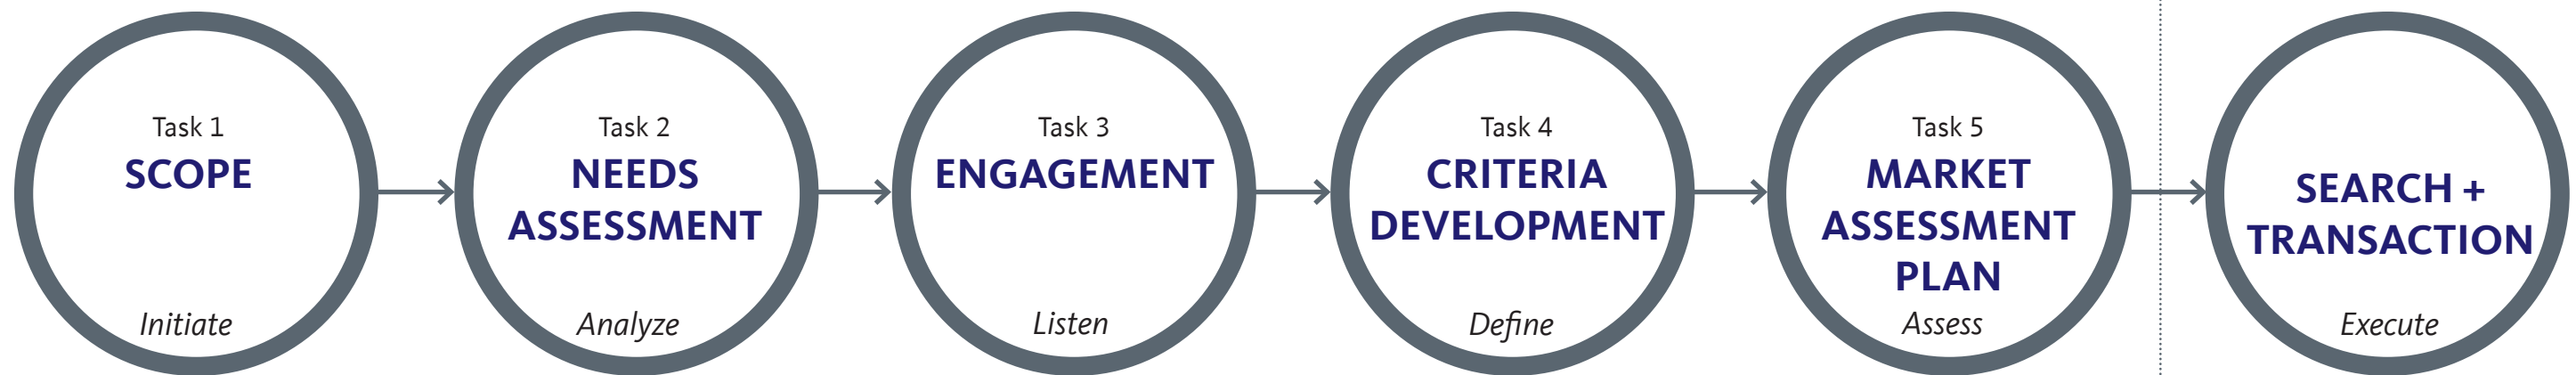 Task 1
SCOPE
Initiate
Task 2
NEEDS
ASSESSMENT
Analyze
Task 3
ENGAGEMENT
Listen
Task 4
CRITERIA
DEVELOPMENT
Define
Task 5
MARKET
ASSESSMENT
PLAN
Assess
SEARCH +
TRANSACTION
Execute